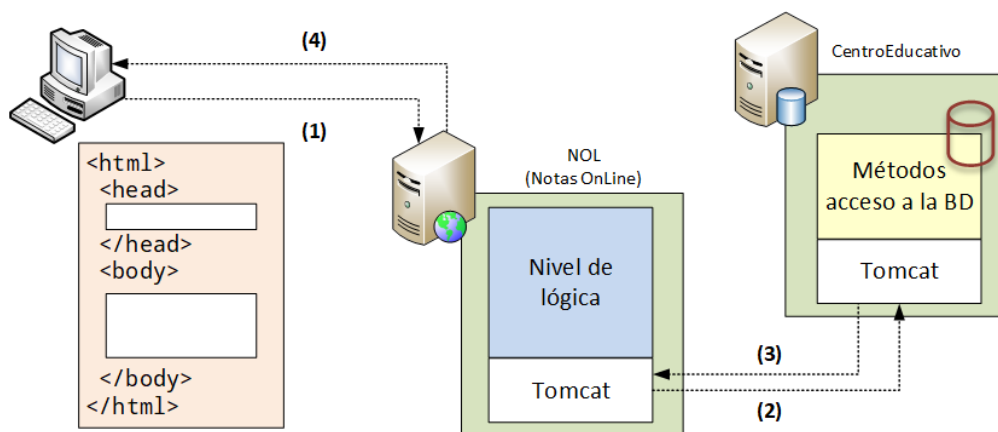 (4)
CentroEducativo
(1)
<html>
<head>
</head>
<body>
</body>
</html>
NOL
(Notas OnLine)
Nivel de
lógica
Tomcat
Métodos
acceso a la BD
Tomcat
(3)
(2)